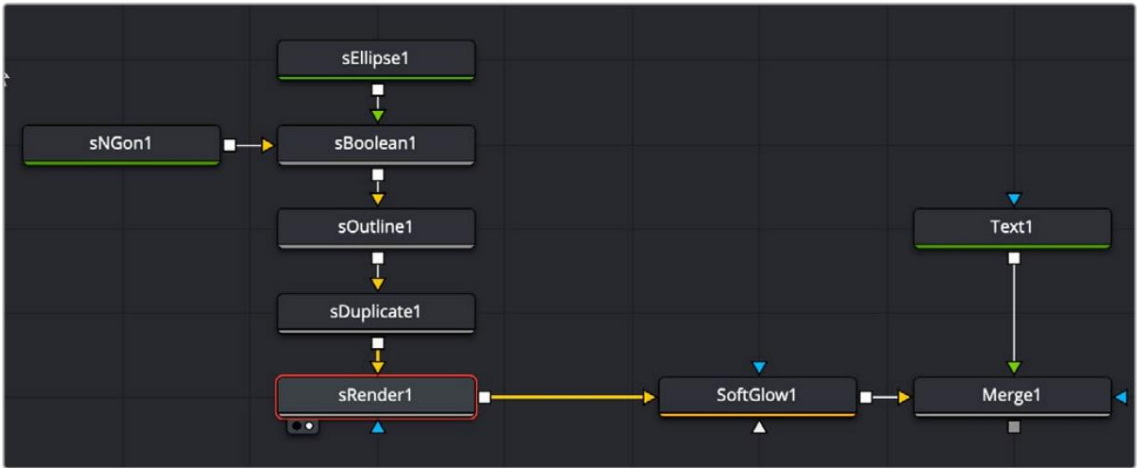 sEllipse1
sNGon1
sBoolean1
sOutline1
Text1
sDuplicate1
sRender1
SoftGlow1
Merge1